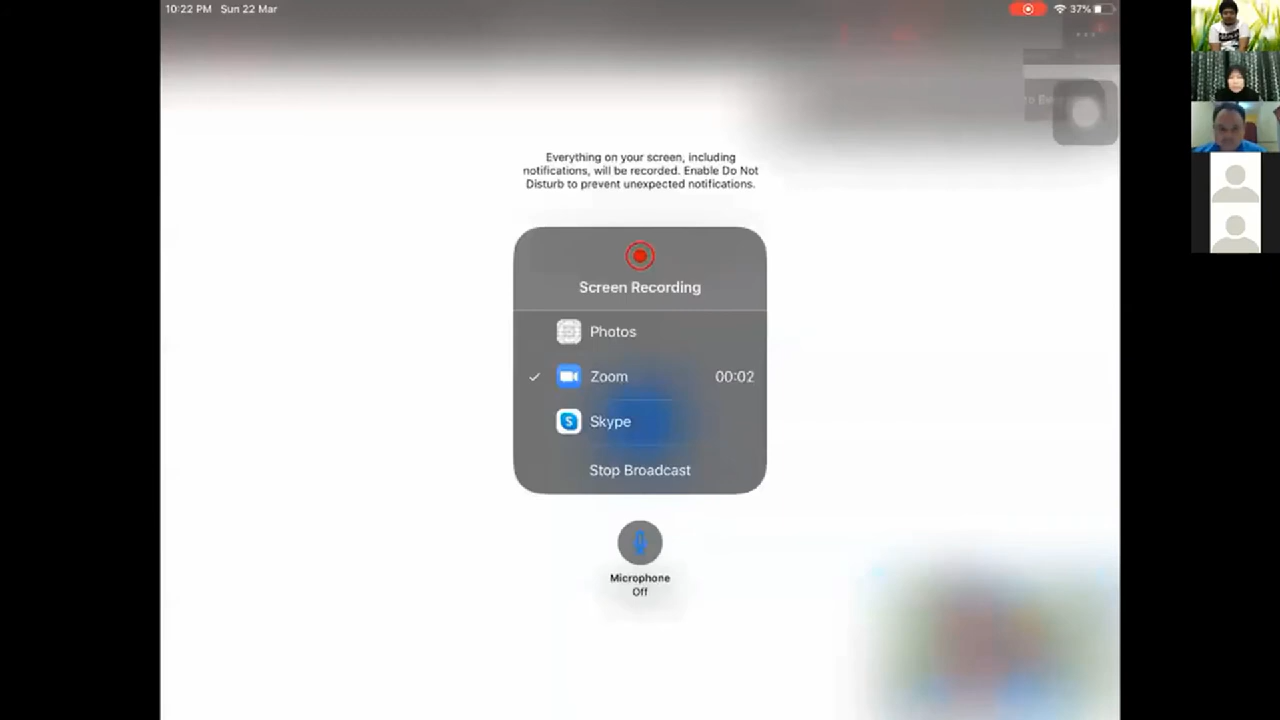 10:22 PM Sun 22 Mar
37%
Everything on your screen, including
notifications, will be recorded. Enable Do Not
Disturb to prevent unexpected notifications.
Screen Recording
Photos
Zoom 00:02
Skype
Stop Broadcast
Microphone
Off